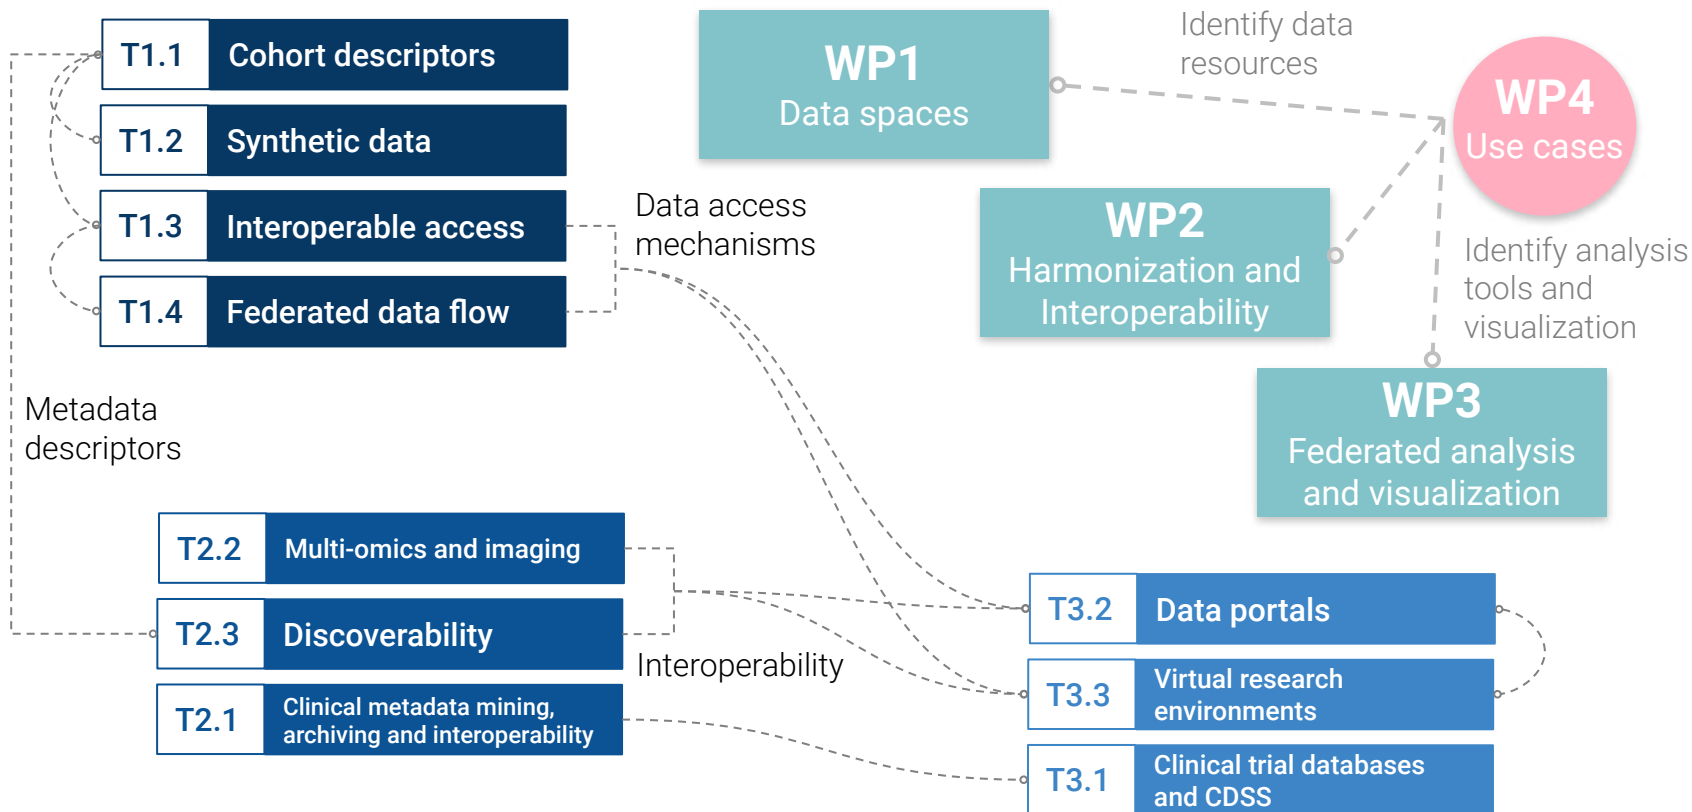 T1.1 Cohort descriptors
T1.2 Synthetic data
T1.3 Interoperable access
T1.4 Federated data flow
Data access
mechanisms
Metadata
descriptors
WP1
Data spaces
Identify data
resources
WP4
Use cases
WP2
Harmonization and
Interoperability
Identify analysis
tools and
visualization
WP3
Federated analysis
and visualization
T2.2 Multi-omics and imaging
T2.3 Discoverability
T2.1 Clinical metadata mining,
archiving and interoperability
Interoperability
T3.2 Data portals
T3.3 Virtual research
environments
T3.1 Clinical trial databases
and CDSS